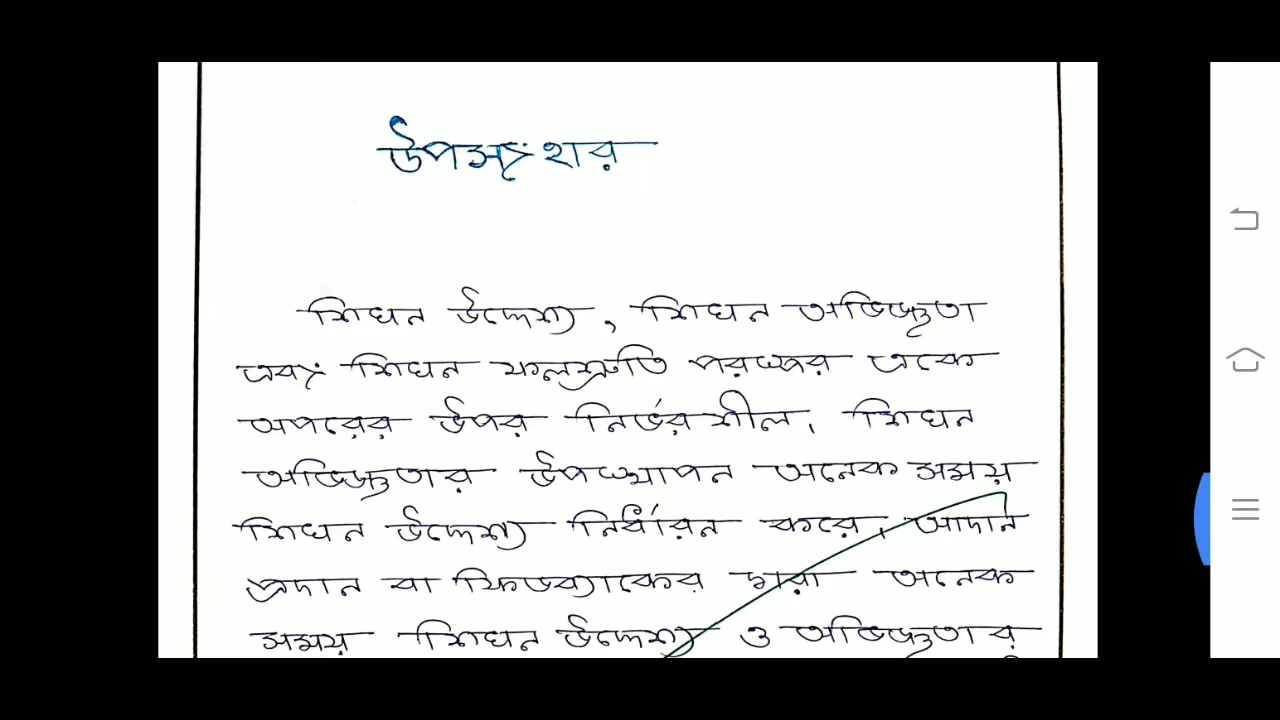 উপসংহার
শিখন উদ্দেশ্য, শিখন অভিজ্ঞতা
এবং শিখন ফলশ্রুতি পরস্পর একে
অপরের উপর নির্ভরশীল। শিখন
অভিজ্ঞতার উপস্থাপন অনেক সময়
শিখন উদ্দেশ্য নির্ধারন করে। আদান
প্রদান বা ফিডব্যাকের দ্বারা অনেক
সময় শিখন উদ্দেশ্য ও অভিজ্ঞতার